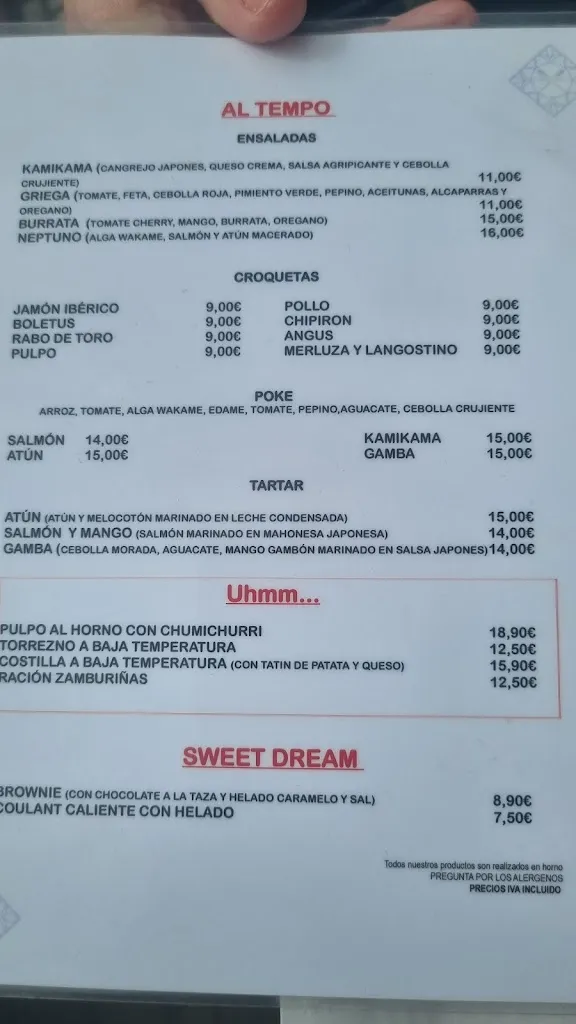 AL TEMPO
ENSALADAS
KAMIKAMA (CANGREJO JAPONES, QUESO CREMA, SALSA AGRIPICANTE Y CEBOLLA
CRUJIENTE) 11,00€
GRIEGA (TOMATE, FETA, CEBOLLA ROJA, PIMIENTO VERDE, PEPINO, ACEITUNAS, ALCAPARRAS Y
OREGANO) 11,00€
BURRATA (TOMATE CHERRY, MANGO, BURRATA, OREGANO) 15,00€
NEPTUNO (ALGA WAKAME, SALMÓN Y ATÚN MACERADO) 16,00€
CROQUETAS
JAMÓN IBÉRICO 9,00€ POLLO 9,00€
BOLETUS 9,00€ CHIPIRON 9,00€
RABO DE TORO 9,00€ ANGUS 9,00€
PULPO 9,00€ MERLUZA Y LANGOSTINO 9,00€
POKE
ARROZ, TOMATE, ALGA WAKAME, EDAME, TOMATE, PEPINO,AGUACATE, CEBOLLA CRUJIENTE
SALMÓN 14,00€ KAMIKAMA 15,00€
ATÚN 15,00€ GAMBA 15,00€
TARTAR
ATÚN (ATÚN Y MELOCOTÓN MARINADO EN LECHE CONDENSADA) 15,00€
SALMÓN Y MANGO (SALMÓN MARINADO EN MAHONESA JAPONESA) 14,00€
GAMBA (CEBOLLA MORADA, AGUACATE, MANGO GAMBÓN MARINADO EN SALSA JAPONES) 14,00€
Uhmm...
PULPO AL HORNO CON CHUMICHURRI 18,90€
TORREZNO A BAJA TEMPERATURA 12,50€
COSTILLA A BAJA TEMPERATURA (CON TATIN DE PATATA Y QUESO) 15,90€
RACIÓN ZAMBURIÑAS 12,50€
SWEET DREAM
BROWNIE (CON CHOCOLATE A LA TAZA Y HELADO CARAMELO Y SAL) 8,90€
COULANT CALIENTE CON HELADO 7,50€
Todos nuestros productos son realizados en horno
PREGUNTA POR LOS ALERGENOS
PRECIOS IVA INCLUIDO